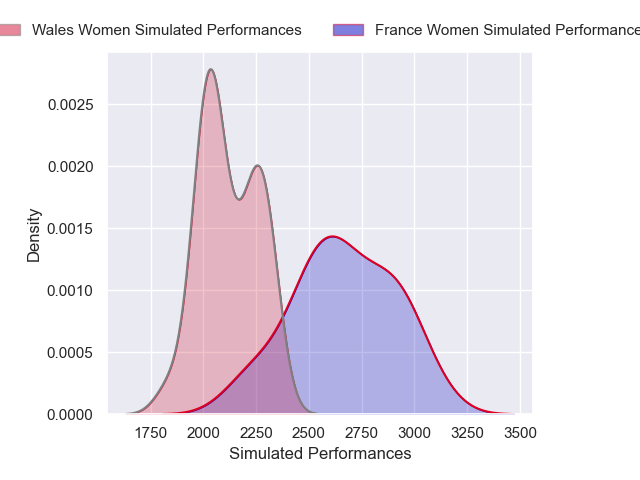 Wales Women Simulated Performances
France Women Simulated Performance
0.0025
0.0020
0.0015
0.0010
0.0005
0.0000
Density
1750 2000 2250 2500 2750 3000 3250 3500
Simulated Performances